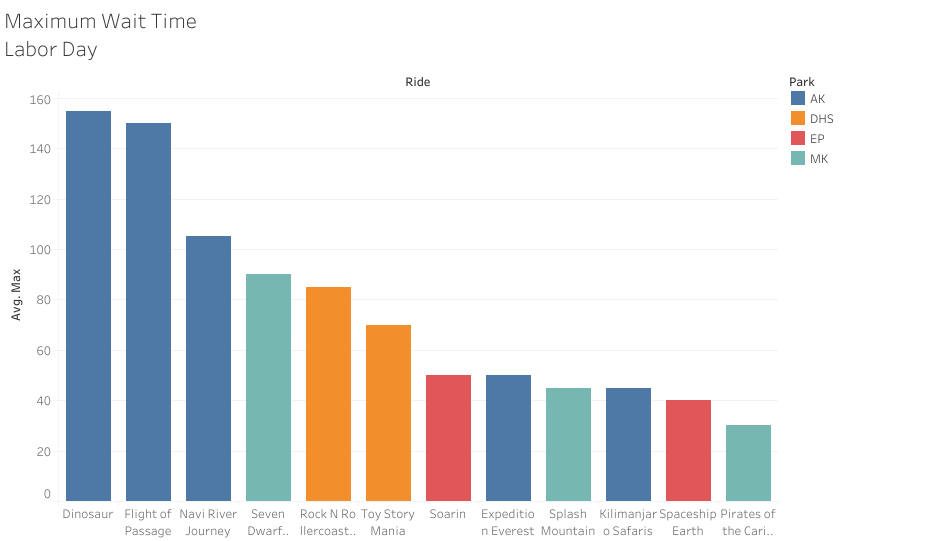 Maximum Wait Time
Labor Day
Ride
Park
AK
DHS
EP
MK
Avg. Max
160
140
120
100
80
60
40
20
0
Dinosaur
Flight of
Passage
Navi River
Journey
Seven
Dwarf..
Rock N Ro
llercoast..
Toy Story
Mania
Soarin
Expeditio
n Everest
Splash
Mountain
Kilimanjar
o Safaris
Spaceship
Earth
Pirates of
the Cari..